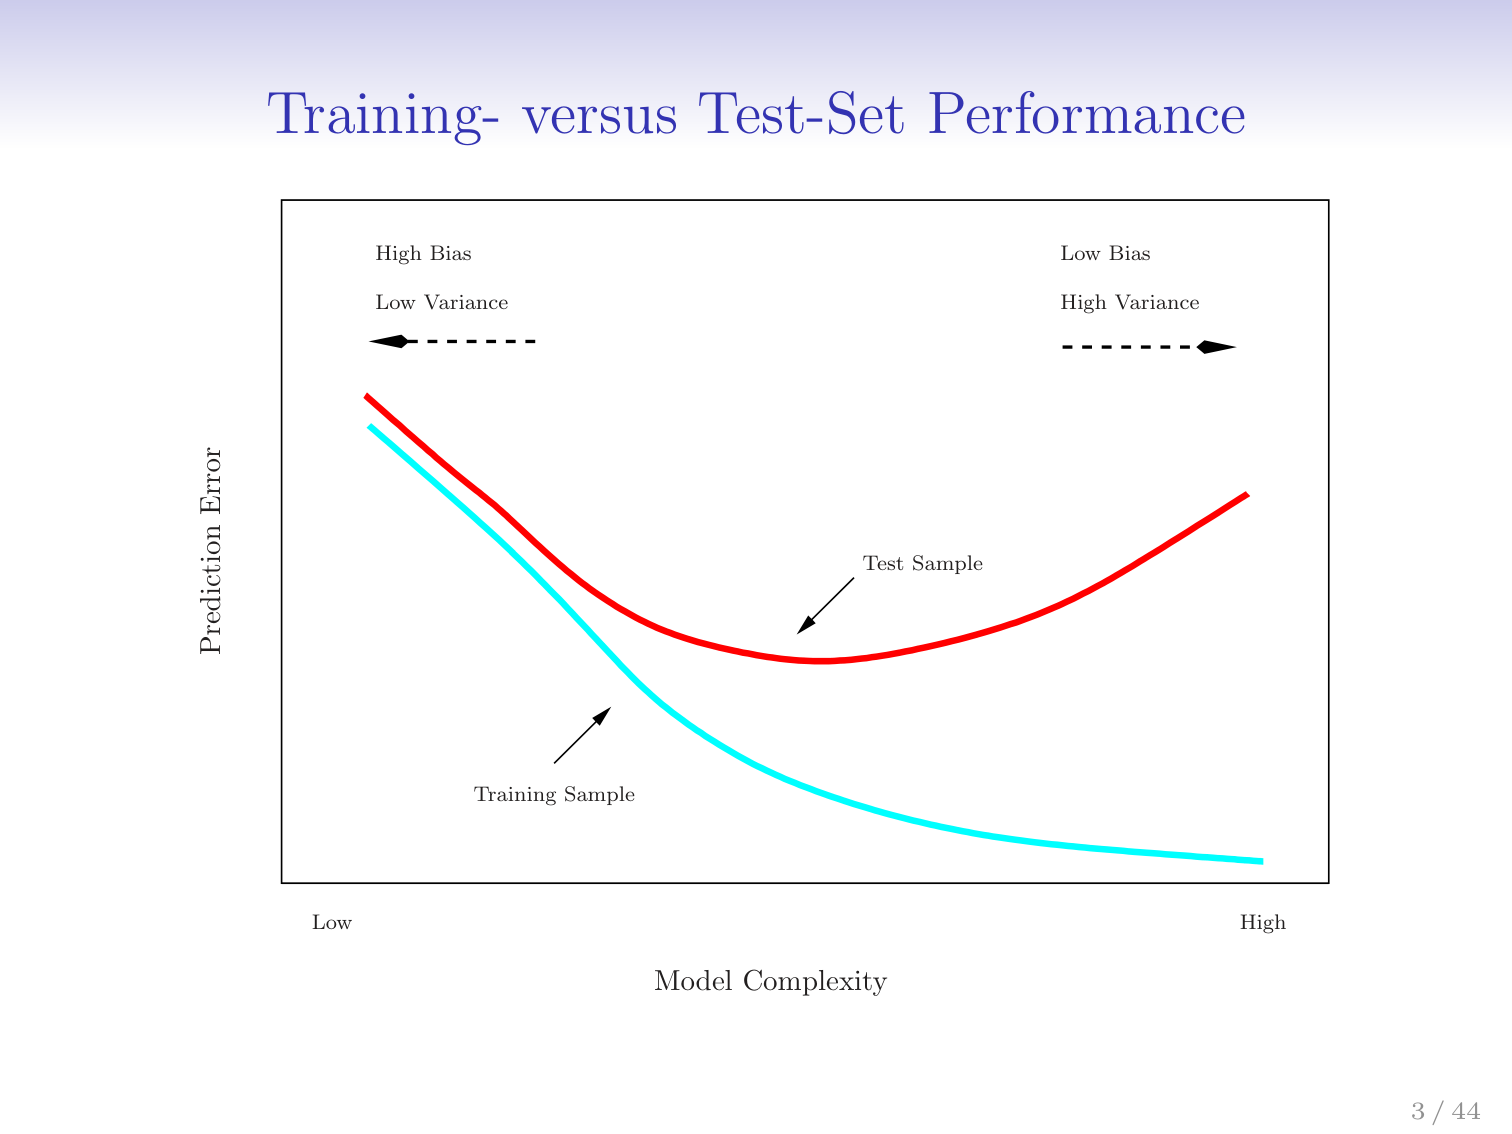 Training- versus Test-Set Performance
High Bias
Low Variance
Low Bias
High Variance
Prediction Error
Test Sample
Training Sample
Low
High
Model Complexity
3 / 44